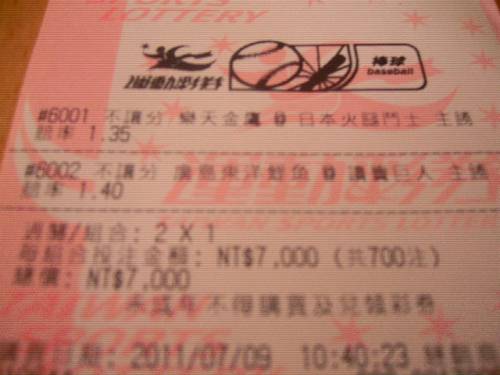 SPORTS
LOTTERY
運動彩券
棒球
baseball
#6001 不讓分 樂天金鷹 @ 日本火腿鬥士 主勝
賠率 1.35
#6002 不讓分 廣島東洋鯉魚 @ 讀賣巨人 主勝
賠率 1.40
過關/組合: 2 X 1
每組合投注金額: NT$7,000 (共700注)
總價: NT$7,000
未成年不得購買及兌領彩券
2011/07/09 10:40:23